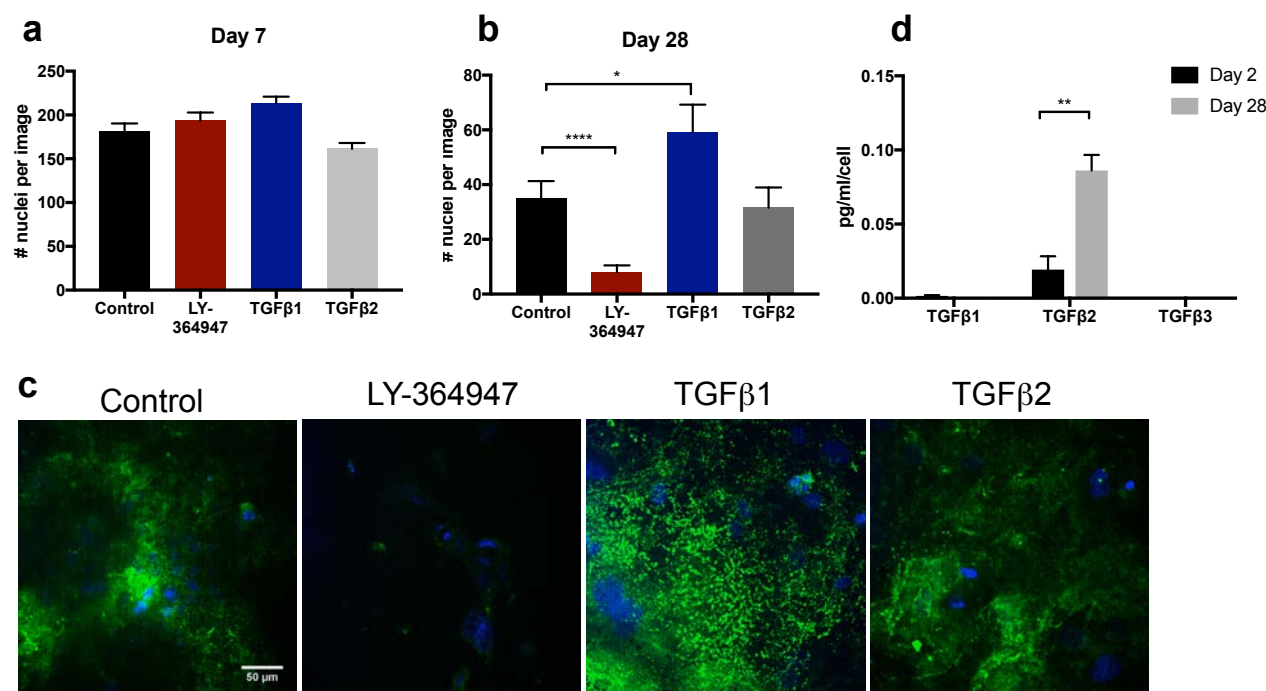 a
Day 7
# nuclei per image
250
200
150
100
50
0
Control
LY-
364947
TGFβ1
TGFβ2
b
Day 28
# nuclei per image
80
60
40
20
0
*
****
Control
LY-
364947
TGFβ1
TGFβ2
d
Day 2
Day 28
pg/ml/cell
0.15
0.10
0.05
0.00
**
TGFβ1
TGFβ2
TGFβ3
c
Control
LY-364947
TGFβ1
TGFβ2
50 µm